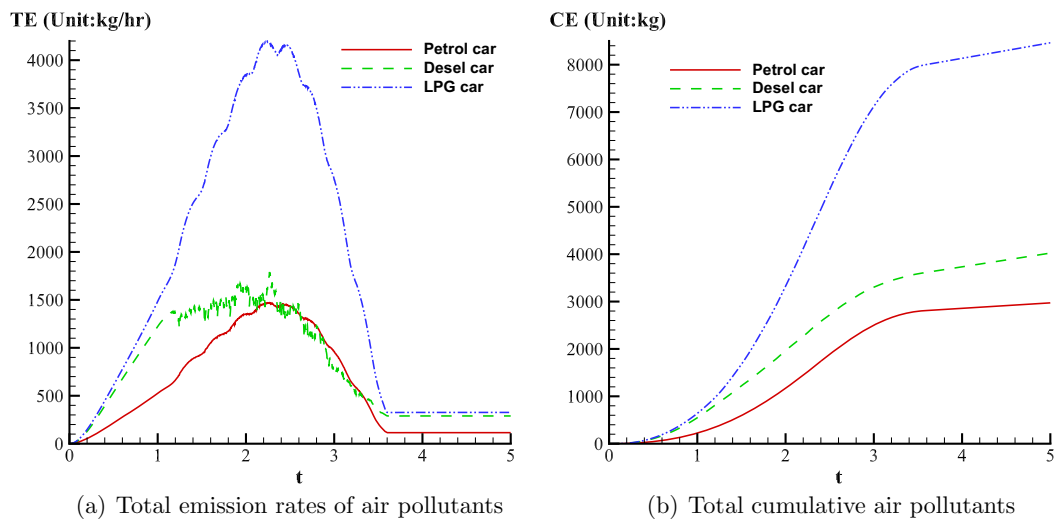 TE (Unit:kg/hr)
4000
3500
3000
2500
2000
1500
1000
500
0
0 1 2 3 4 5
t
Petrol car
Desel car
LPG car
(a) Total emission rates of air pollutants
CE (Unit:kg)
8000
6000
4000
3000
2000
1000
0
0 1 2 3 4 5
t
Petrol car
Desel car
LPG car
(b) Total cumulative air pollutants